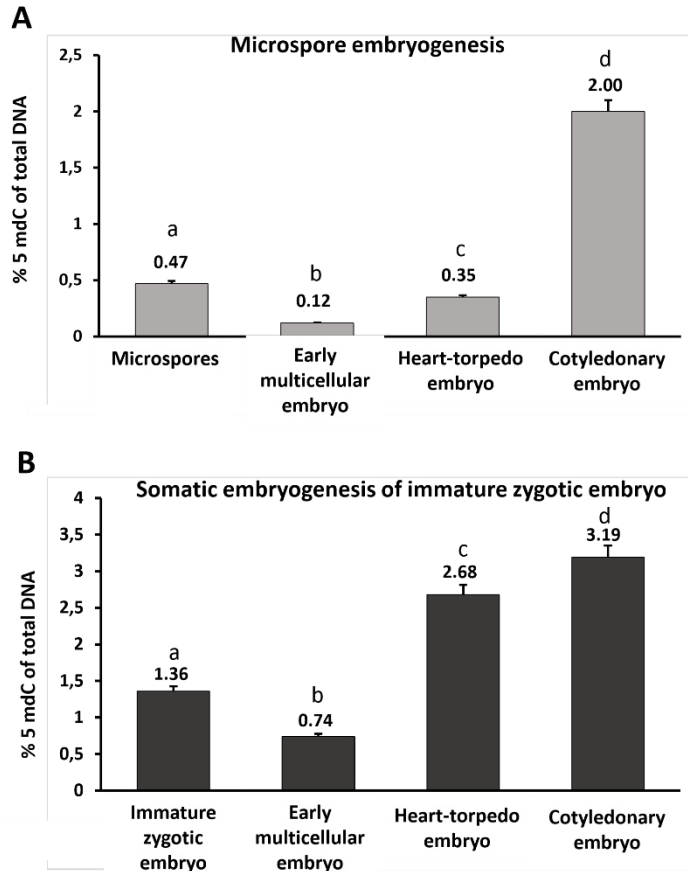 A
Microspore embryogenesis
% 5 mdC of total DNA
2,5
2
1,5
1
0,5
0
a
0.47
b
0.12
c
0.35
d
2.00
Microspores
Early
multicellular
embryo
Heart-torpedo
embryo
Cotyledonary
embryo
B
Somatic embryogenesis of immature zygotic embryo
% 5 mdC of total DNA
4
3,5
3
2,5
2
1,5
1
0,5
0
a
1.36
b
0.74
c
2.68
d
3.19
Immature
zygotic
embryo
Early
multicellular
embryo
Heart-torpedo
embryo
Cotyledonary
embryo